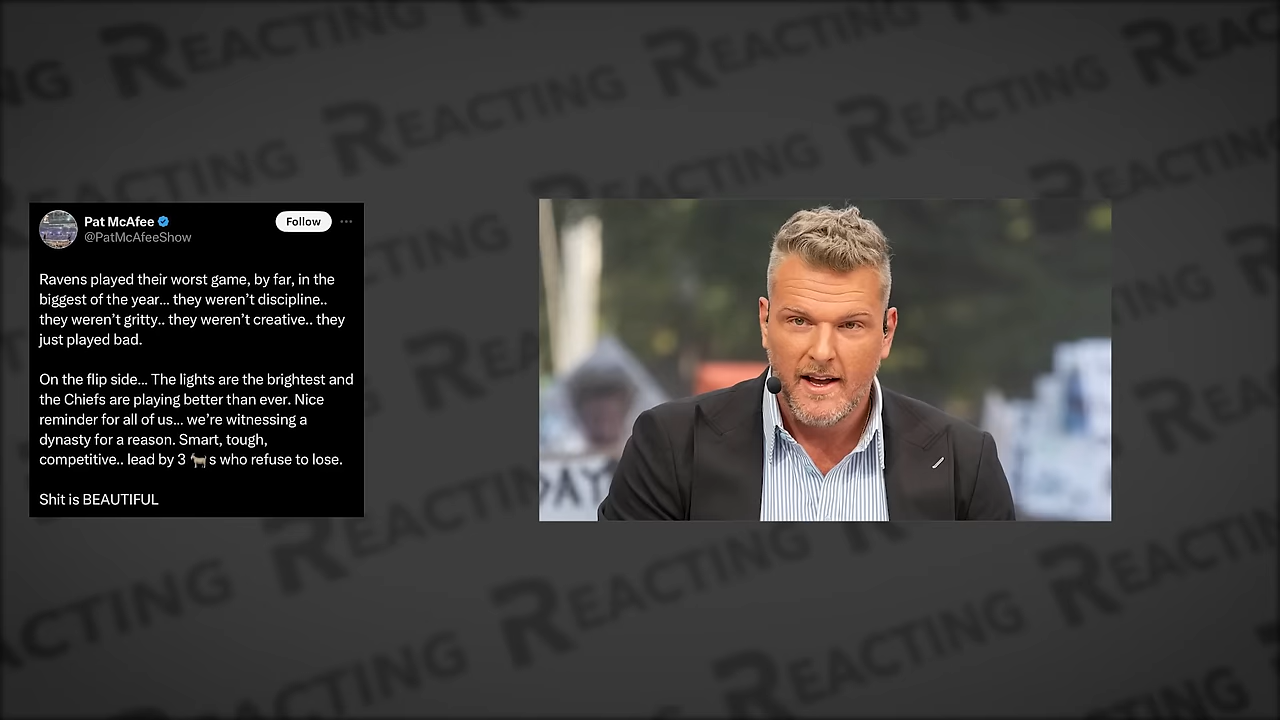 REACTING
Pat McAfee
@PatMcAfeeShow
Follow
Ravens played their worst game, by far, in the
biggest of the year... they weren't discipline..
they weren't gritty.. they weren't creative.. they
just played bad.
On the flip side... The lights are the brightest and
the Chiefs are playing better than ever. Nice
reminder for all of us... we're witnessing a
dynasty for a reason. Smart, tough,
competitive.. lead by 3 🐐s who refuse to lose.
Shit is BEAUTIFUL